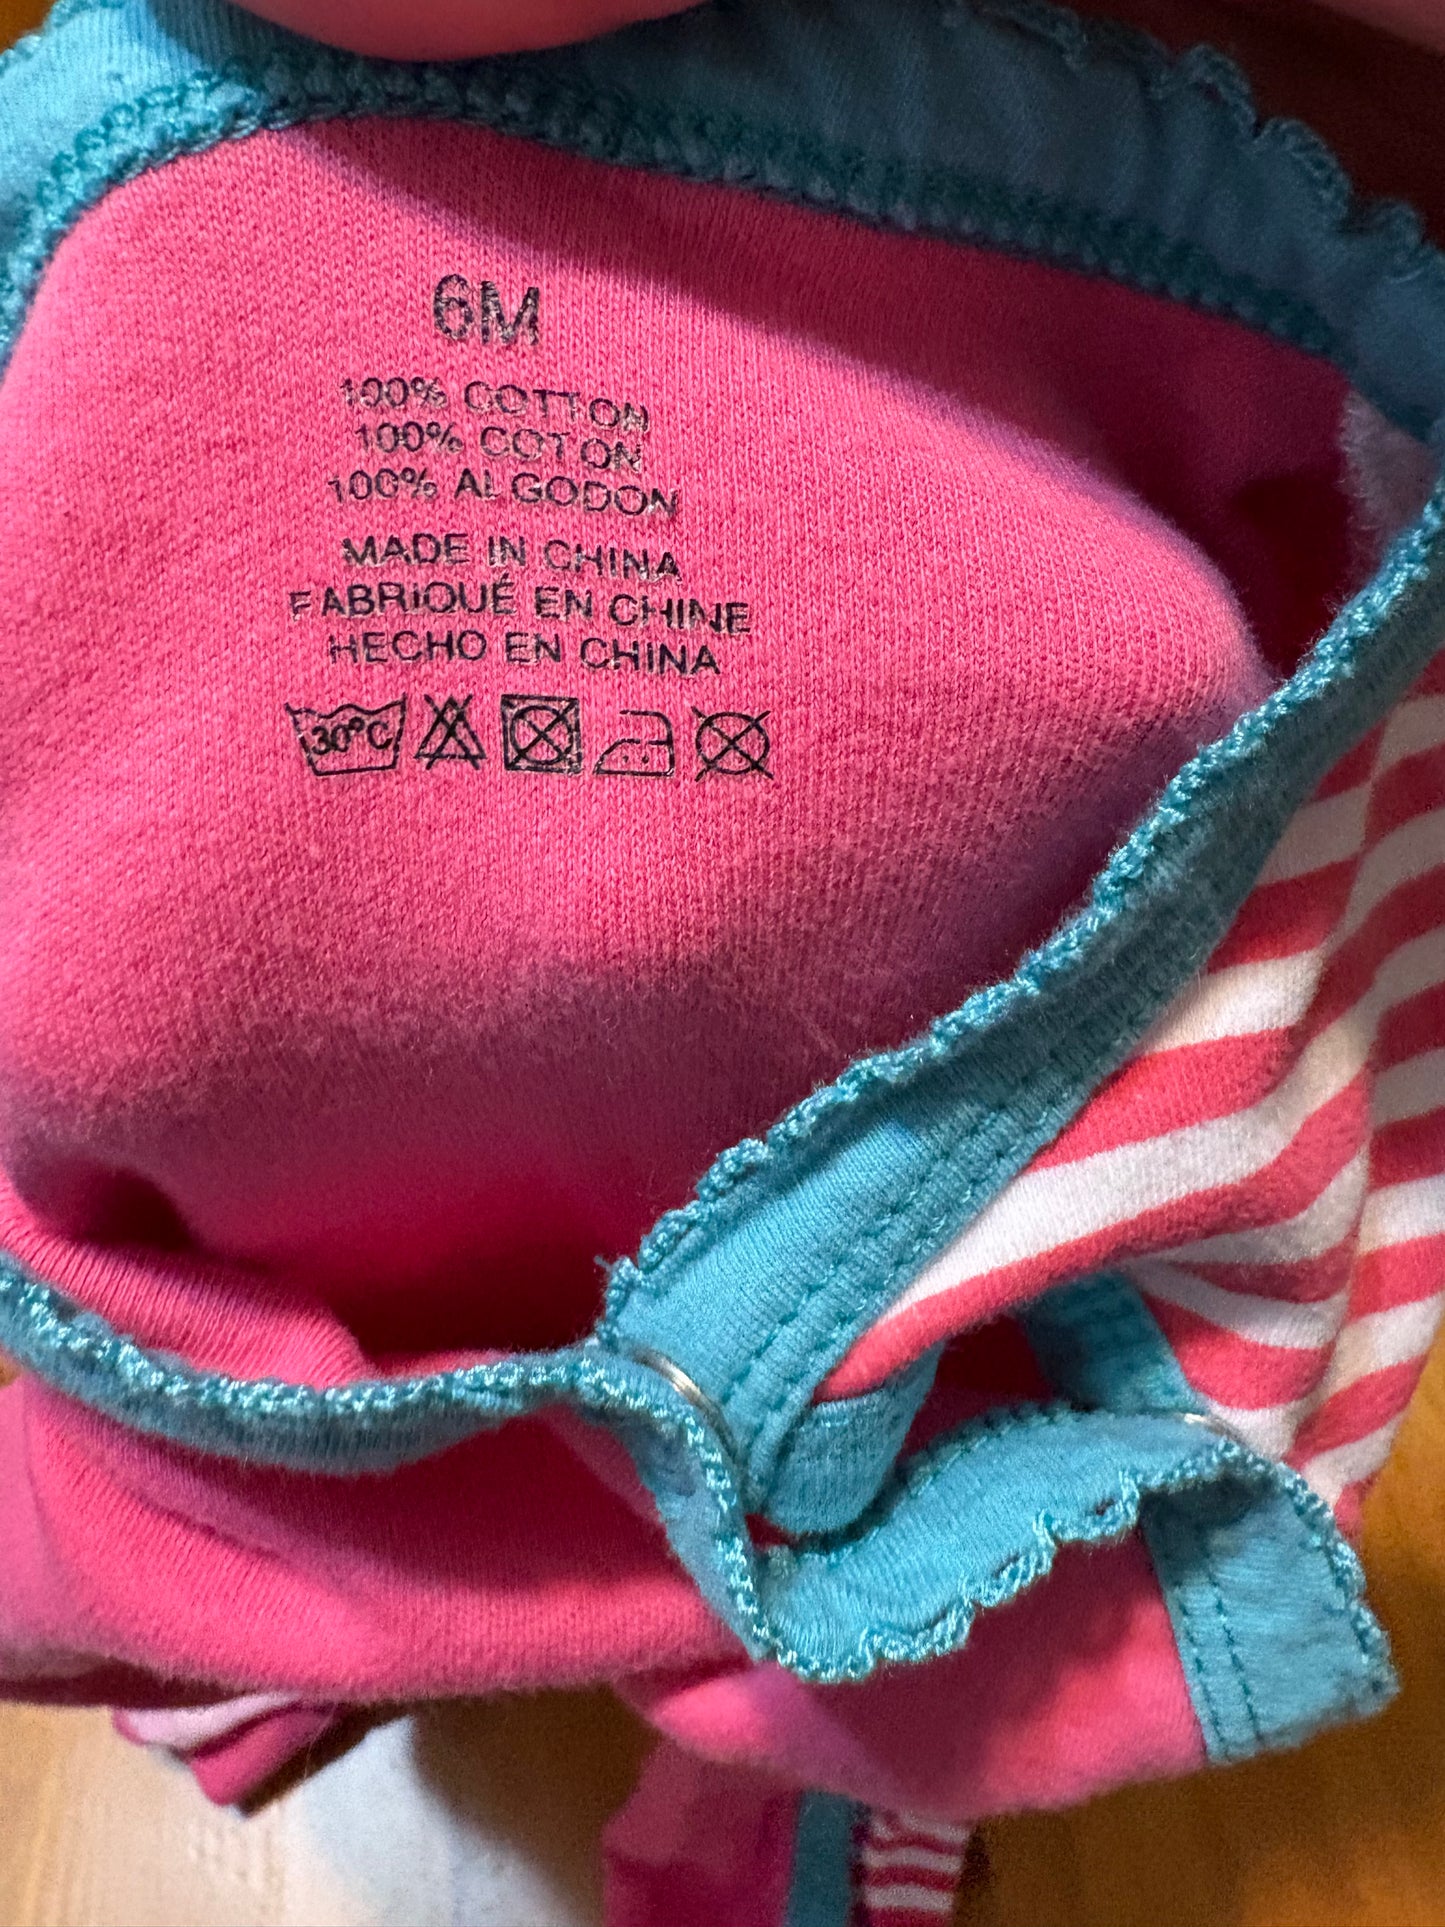 6M
100% COTTON
100% COTON
100% ALGODON
MADE IN CHINA
FABRIQUÉ EN CHINE
HECHO EN CHINA
30°C